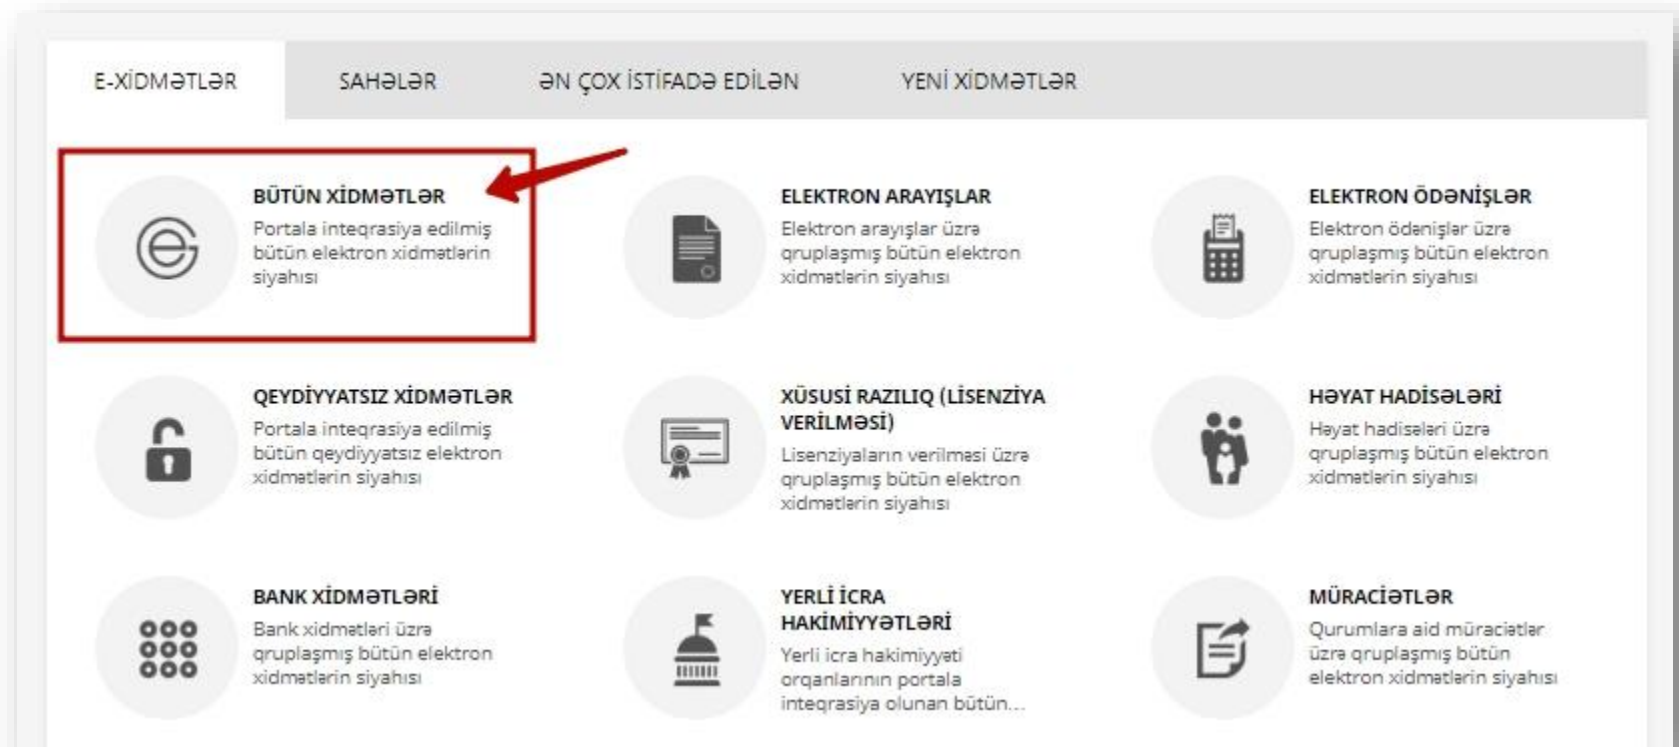 E-XİDMƏTLƏR
SAHƏLƏR
ƏN ÇOX İSTİFADƏ EDİLƏN
YENİ XİDMƏTLƏR
BÜTÜN XİDMƏTLƏR
Portala inteqrasiya edilmiş
bütün elektron xidmətlərin
siyahısı
ELEKTRON ARAYIŞLAR
Elektron arayışlar üzrə
qruplaşmış bütün elektron
xidmətlərin siyahısı
ELEKTRON ÖDƏNİŞLƏR
Elektron ödənişlər üzrə
qruplaşmış bütün elektron
xidmətlərin siyahısı
QEYDİYYATSIZ XİDMƏTLƏR
Portala inteqrasiya edilmiş
bütün qeydiyyatsız elektron
xidmətlərin siyahısı
XÜSUSİ RAZILIQ (LİSENZİYA
VERİLMƏSİ)
Lisenziyaların verilməsi üzrə
qruplaşmış bütün elektron
xidmətlərin siyahısı
HƏYAT HADİSƏLƏRİ
Həyat hadisələri üzrə
qruplaşmış bütün elektron
xidmətlərin siyahısı
BANK XİDMƏTLƏRİ
Bank xidmətləri üzrə
qruplaşmış bütün elektron
xidmətlərin siyahısı
YERLİ İCRA
HAKİMİYYƏTLƏRİ
Yerli icra hakimiyyəti
orqanlarının portala
inteqrasiya olunan bütün...
MÜRACİƏTLƏR
Qurumlara aid müraciətlər
üzrə qruplaşmış bütün
elektron xidmətlərin siyahısı